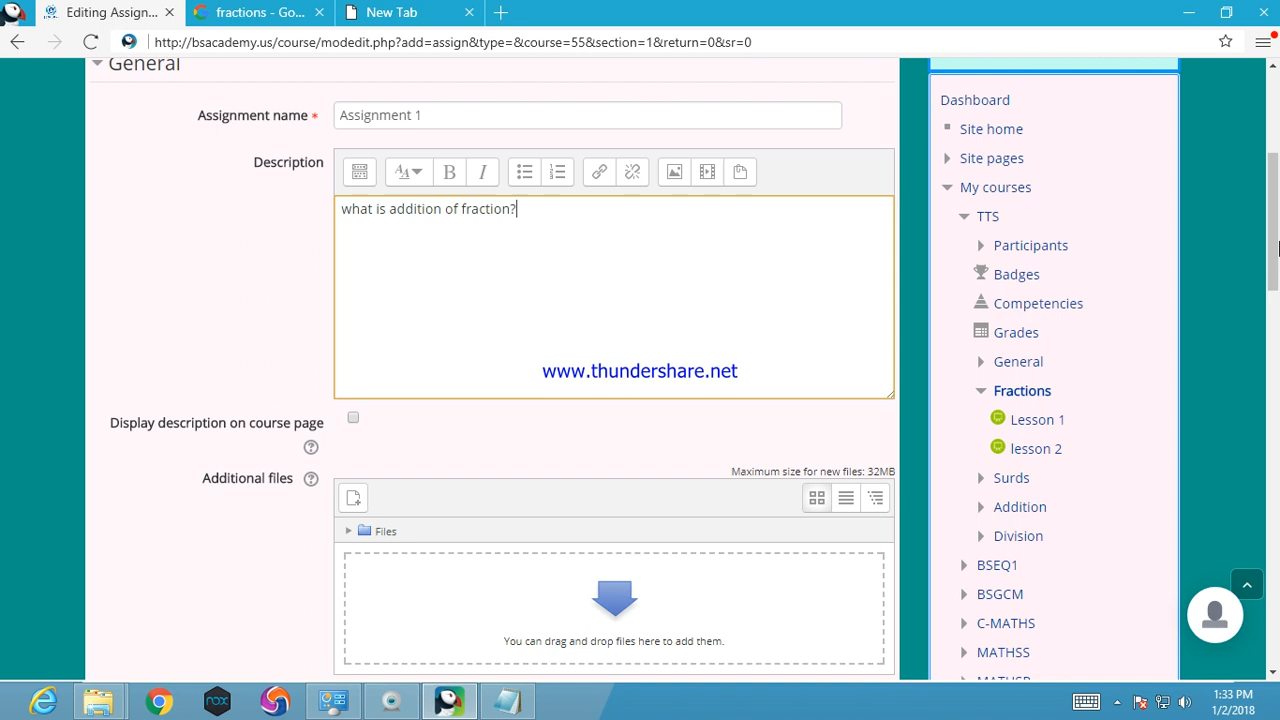 Editing Assign...
fractions - Go...
New Tab
http://bsacademy.us/course/modedit.php?add=assign&type=&course=55&section=1&return=0&sr=0
General
Assignment name *
Assignment 1
Description
what is addition of fraction?
www.thundershare.net
Display description on course page
Additional files
Maximum size for new files: 32MB
Files
You can drag and drop files here to add them.
Dashboard
Site home
Site pages
My courses
TTS
Participants
Badges
Competencies
Grades
General
Fractions
Lesson 1
lesson 2
Surds
Addition
Division
BSEQ1
BSGCM
C-MATHS
MATHSS
nox
1:33 PM
1/2/2018